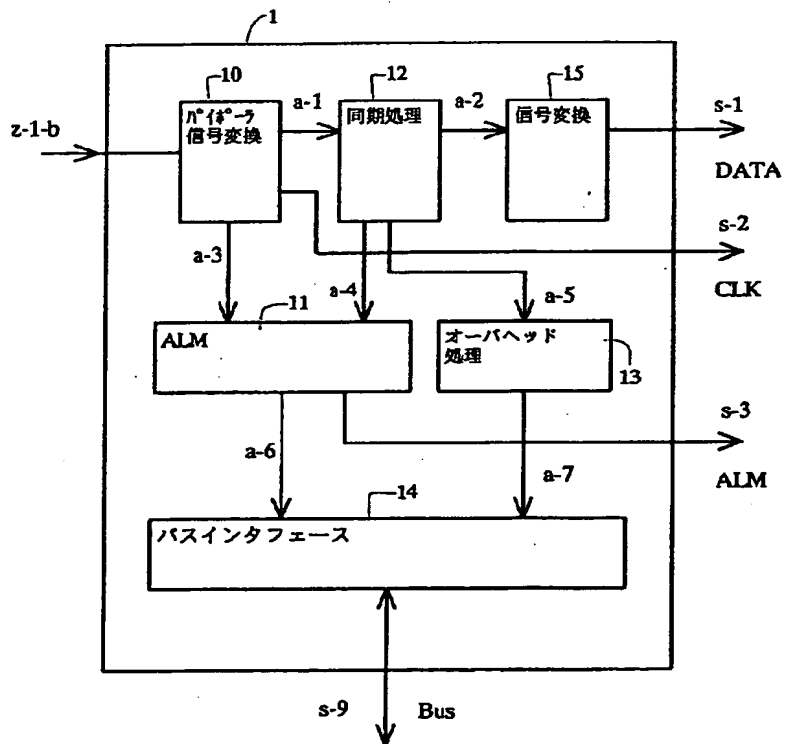 1
10
12
15
z-1-b
バイポーラ
信号変換
a-1
同期処理
a-2
信号変換
s-1
DATA
s-2
CLK
a-3
a-4
a-5
11
ALM
オーバヘッド
処理
13
s-3
ALM
a-6
a-7
14
バスインタフェース
s-9
Bus